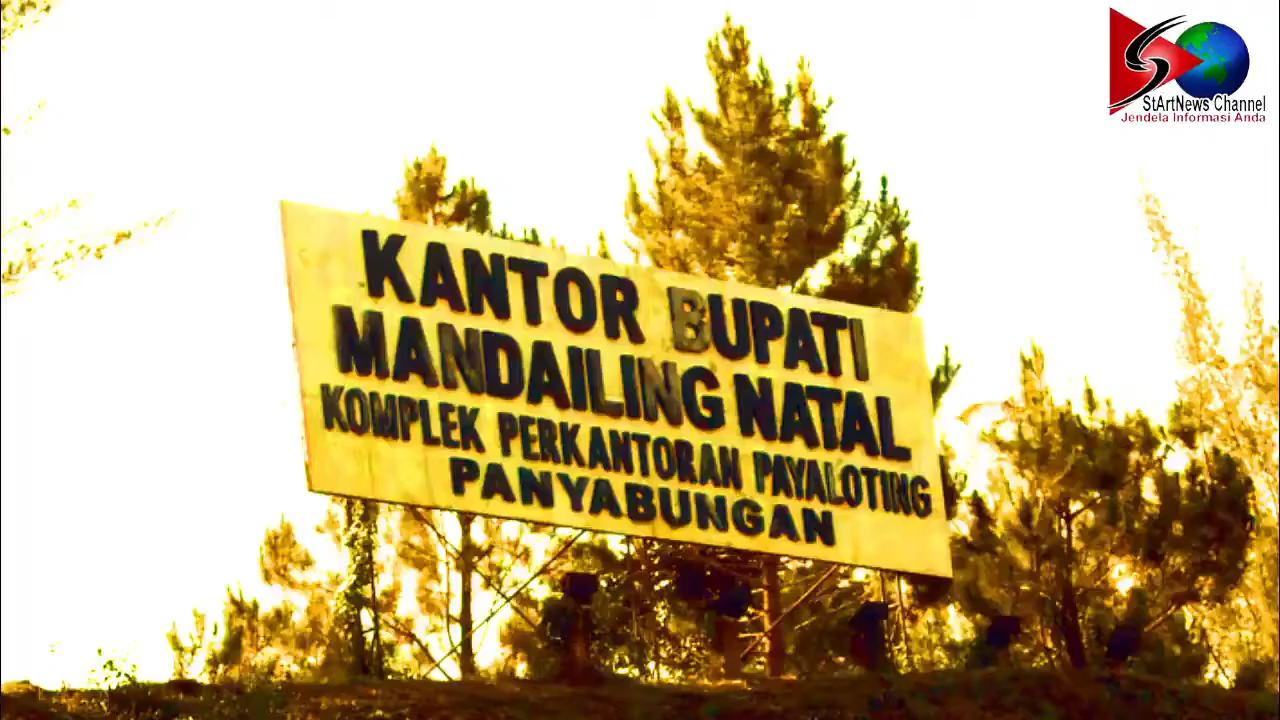 StArtNews Channel
Jendela Informasi Anda
KANTOR BUPATI
MANDAILING NATAL
KOMPLEK PERKANTORAN PAYALOTING
PANYABUNGAN